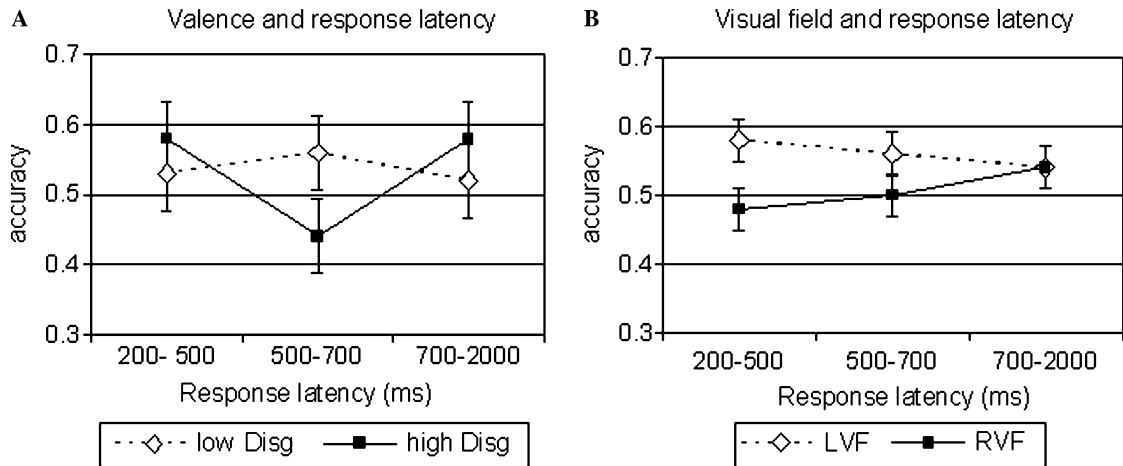 A
Valence and response latency
0.7
0.6
0.5
0.4
0.3
accuracy
200- 500
500-700
700-2000
Response latency (ms)
low Disg
high Disg
B
Visual field and response latency
0.7
0.6
0.5
0.4
0.3
accuracy
200-500
500-700
700-2000
Response latency (ms)
LVF
RVF